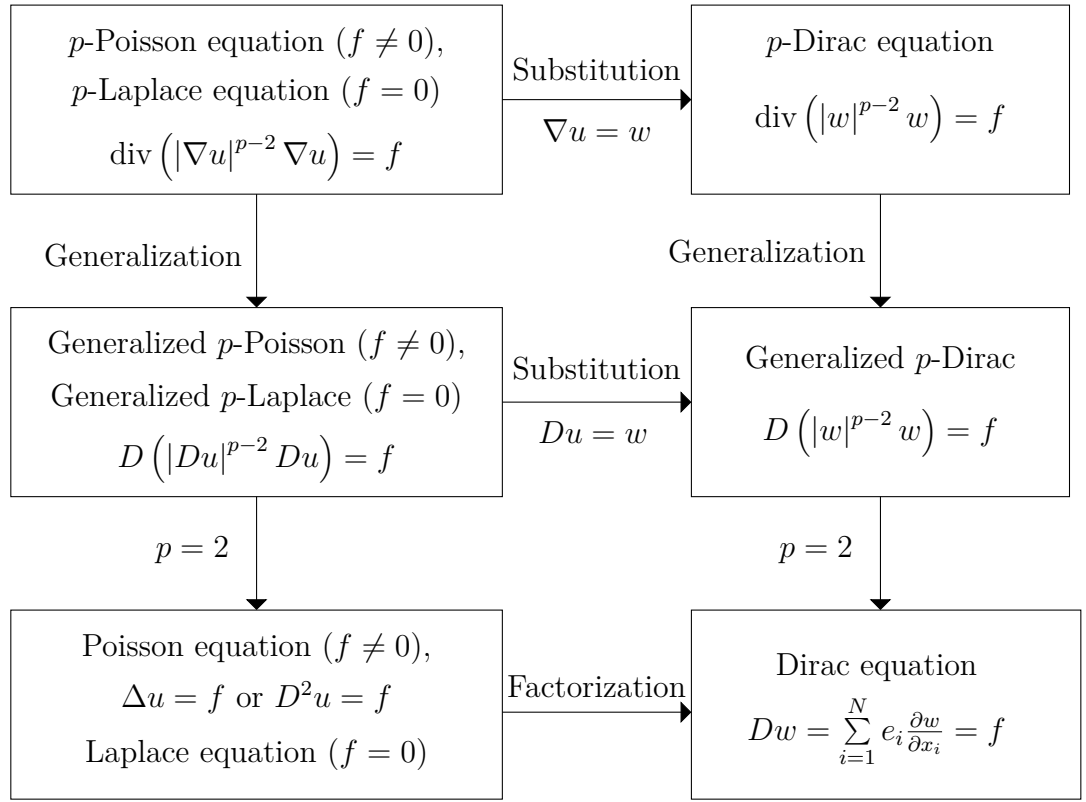 p-Poisson equation (f ≠ 0),
p-Laplace equation (f = 0)
div (|∇u|^{p−2} ∇u) = f
Substitution
∇u = w
p-Dirac equation
div (|w|^{p−2} w) = f
Generalization
Generalization
Generalized p-Poisson (f ≠ 0),
Generalized p-Laplace (f = 0)
D (|Du|^{p−2} Du) = f
Substitution
Du = w
Generalized p-Dirac
D (|w|^{p−2} w) = f
p = 2
p = 2
Poisson equation (f ≠ 0),
Δu = f or D²u = f
Laplace equation (f = 0)
Factorization
Dirac equation
Dw = \sum_{i=1}^{N} e_i \frac{∂w}{∂x_i} = f